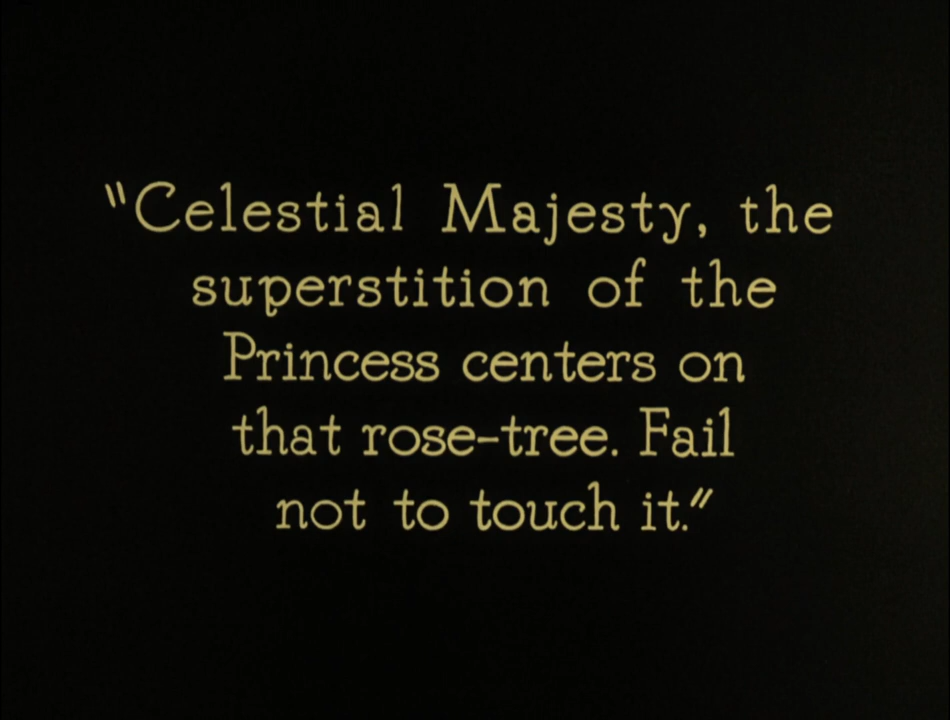 "Celestial Majesty, the
superstition of the
Princess centers on
that rose-tree. Fail
not to touch it."